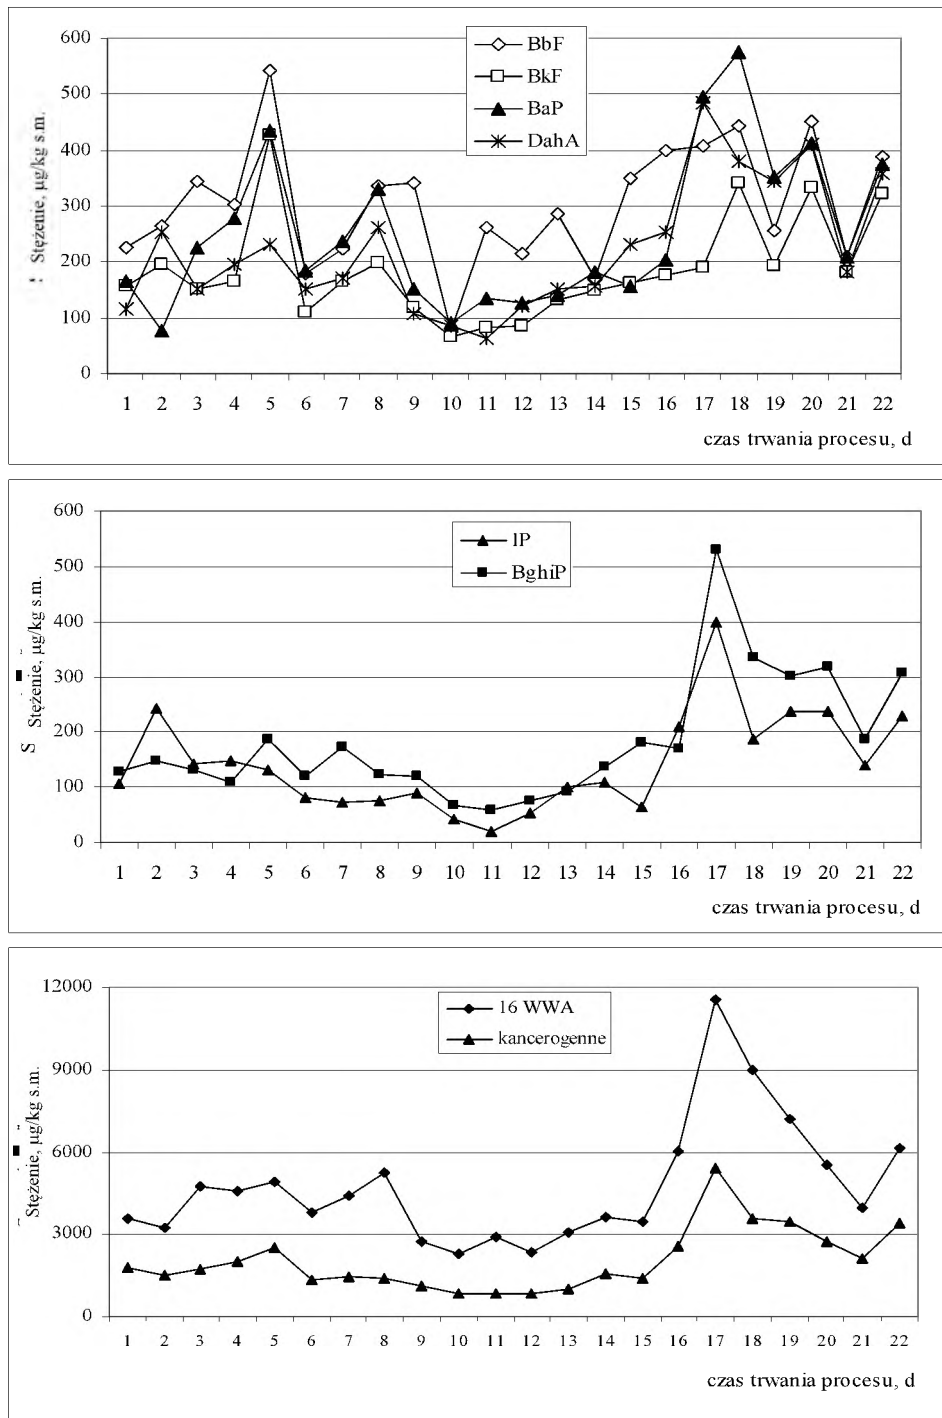 600
500
400
300
200
100
0
Stężenie, µg/kg s.m.
BbF
BkF
BaP
DahA
1 2 3 4 5 6 7 8 9 10 11 12 13 14 15 16 17 18 19 20 21 22
czas trwania procesu, d
600
500
400
300
200
100
0
S Stężenie, µg/kg s.m.
IP
BghiP
1 2 3 4 5 6 7 8 9 10 11 12 13 14 15 16 17 18 19 20 21 22
czas trwania procesu, d
12000
9000
6000
3000
0
Stężenie, µg/kg s.m.
16 WWA
kancerogenne
1 2 3 4 5 6 7 8 9 10 11 12 13 14 15 16 17 18 19 20 21 22
czas trwania procesu, d